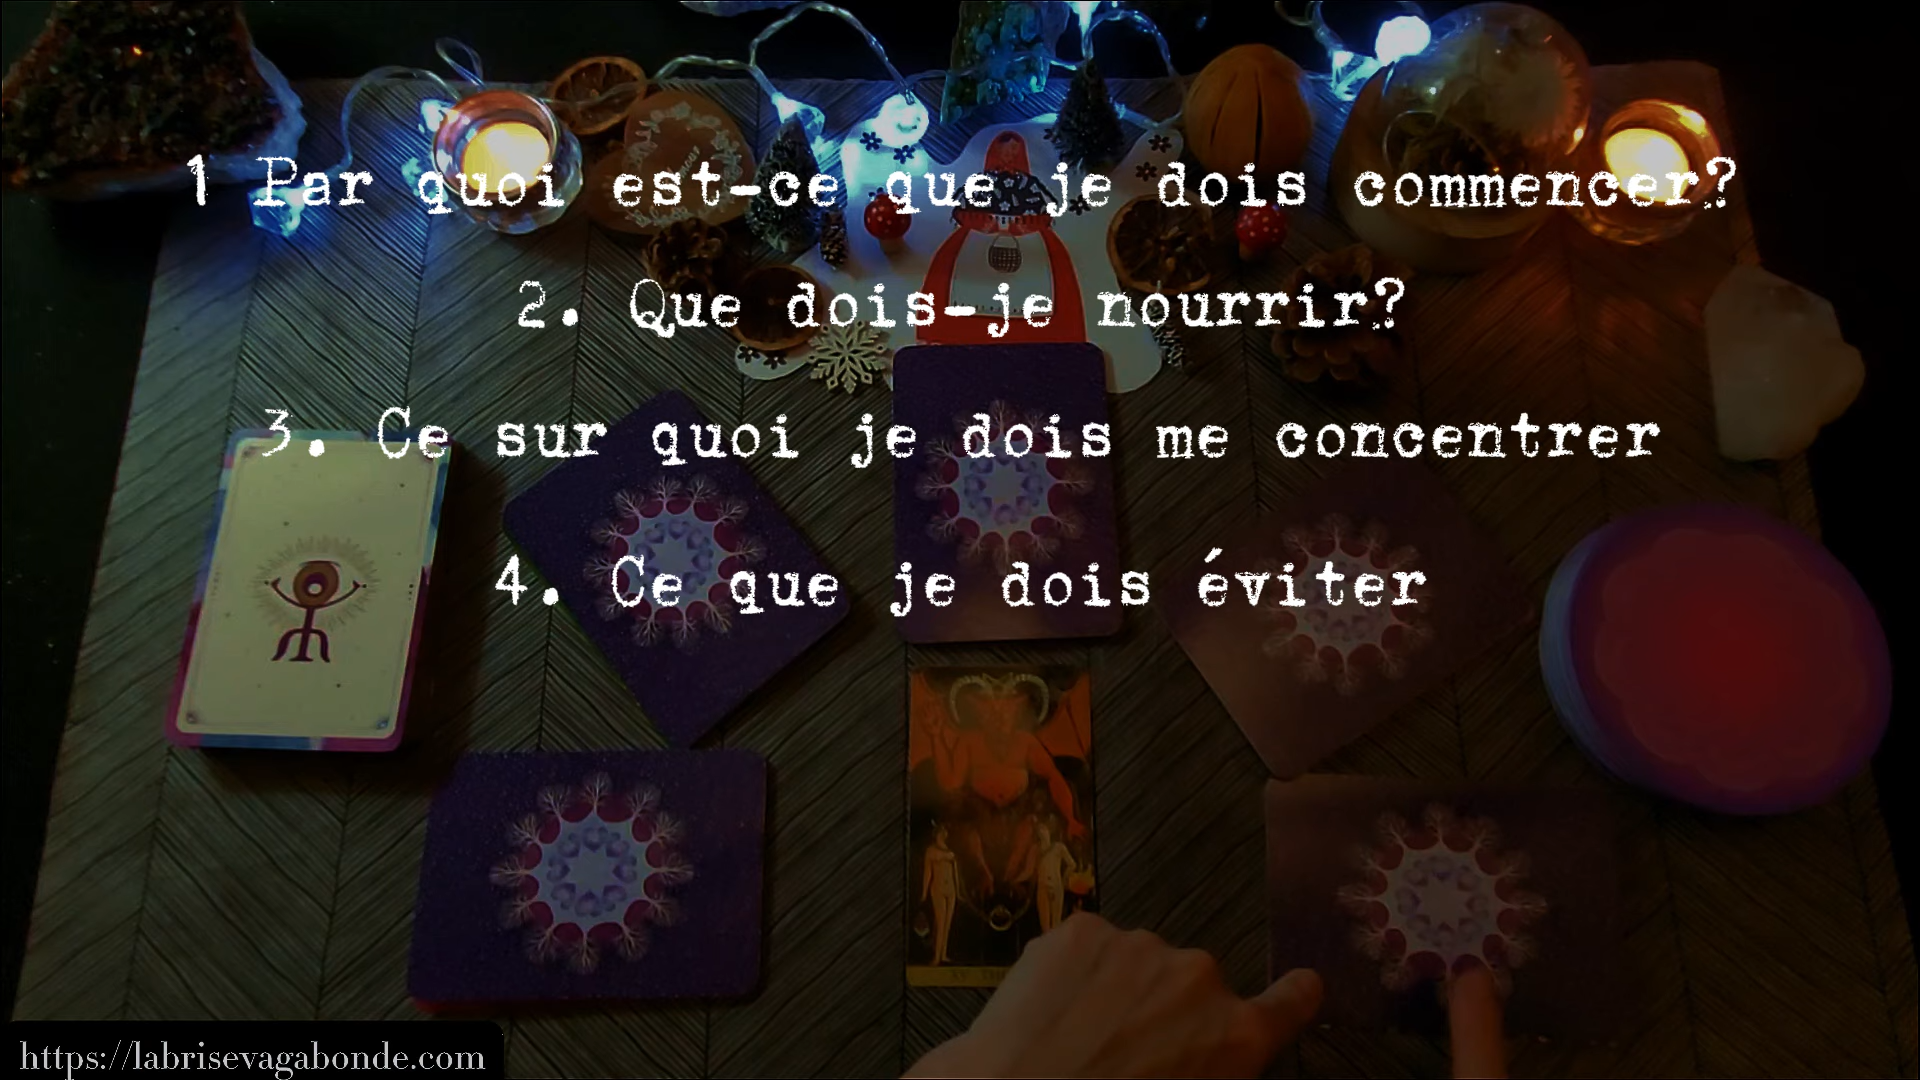 1 Par quoi est-ce que je dois commencer?
2. Que dois-je nourrir?
3. Ce sur quoi je dois me concentrer
4. Ce que je dois éviter
https://labrisevagabonde.com